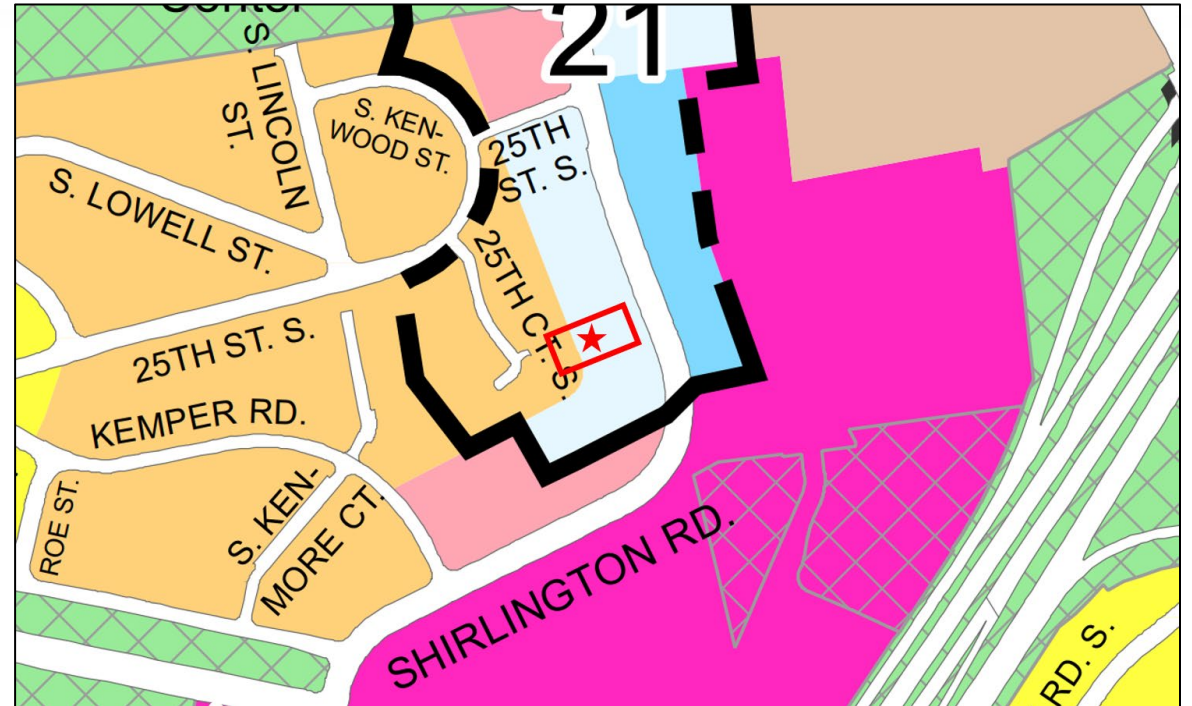 Center
21
S. LINCOLN
ST.
S. KEN-
WOOD ST.
25TH
ST. S.
S. LOWELL ST.
25TH CT. S.
25TH ST. S.
KEMPER RD.
ROE ST.
S. KEN-
MORE CT.
SHIRLINGTON RD.
RD. S.